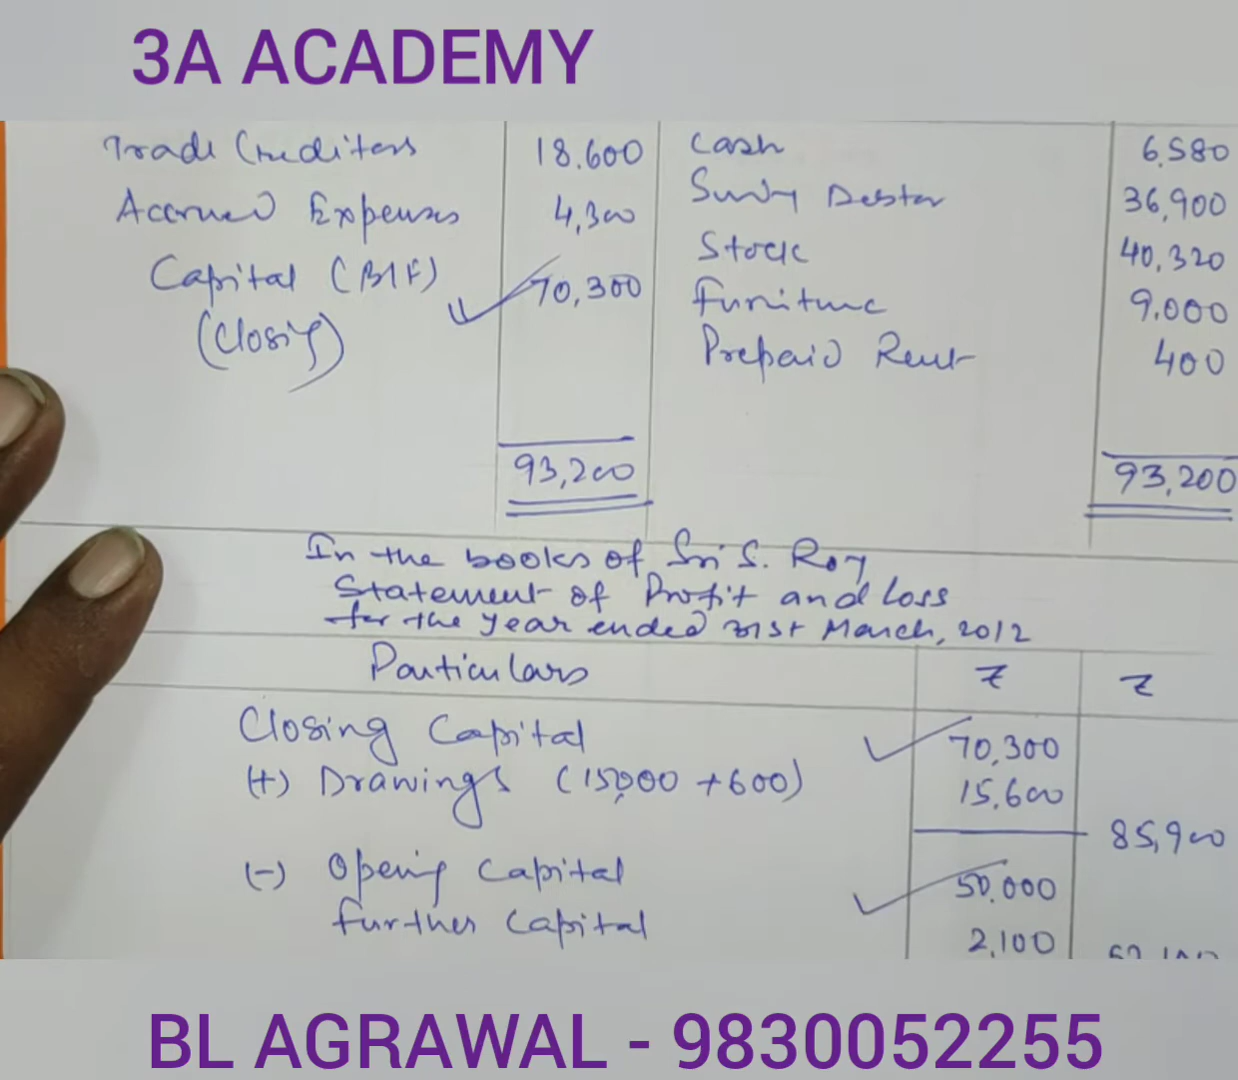 3A ACADEMY
Trade Creditors 18.600 Cash 6,580
Accrued Expenses 4,300 Sundry Debtor 36,900
Capital (B/F) 70,300 Stock 40,320
(Closing) Furniture 9,000
Prepaid Rent 400
93,200 93,200
In the books of Sri S. Roy
Statement of Profit and Loss
for the year ended 31st March, 2012
Particulars ₹ ₹
Closing Capital 70,300
(+) Drawings (15,000 + 600) 15,600
85,900
(-) Opening Capital 50,000
further Capital 2,100
BL AGRAWAL - 9830052255